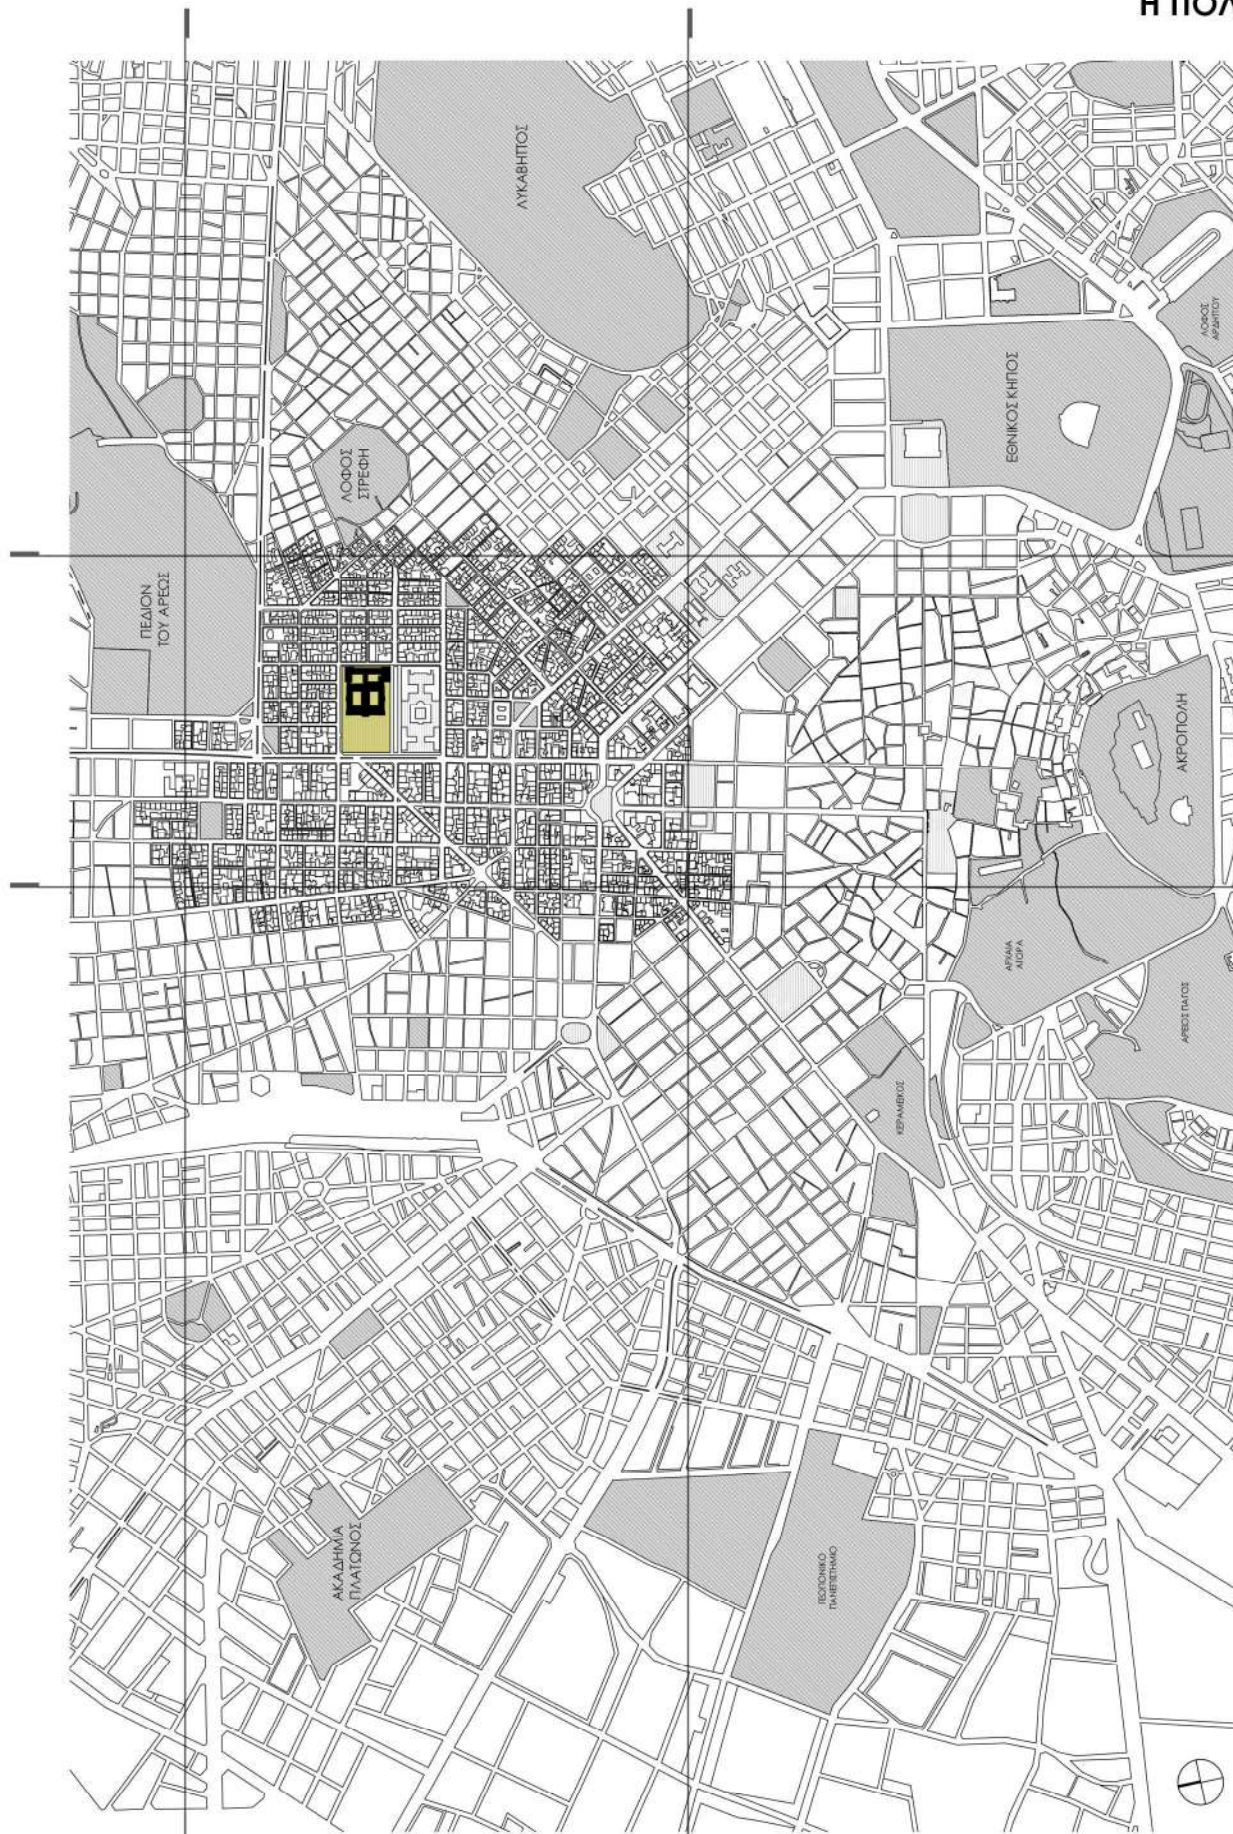 Η ΠΟΛ
ΛΥΚΑΒΗΤΤΟΣ
ΛΟΦΟΣ
ΑΡΔΗΤΤΟΥ
ΕΘΝΙΚΟΣ ΚΗΠΟΣ
ΛΟΦΟΣ
ΣΤΡΕΦΗ
ΠΕΔΙΟΝ
ΤΟΥ ΑΡΕΩΣ
ΑΚΡΟΠΟΛΗ
ΑΡΧΑΙΑ
ΑΓΟΡΑ
ΑΡΕΙΟΣ ΠΑΓΟΣ
ΚΕΡΑΜΕΙΚΟΣ
ΑΚΑΔΗΜΙΑ
ΠΛΑΤΩΝΟΣ
ΓΕΩΠΟΝΙΚΟ
ΠΑΝΕΠΙΣΤΗΜΙΟ